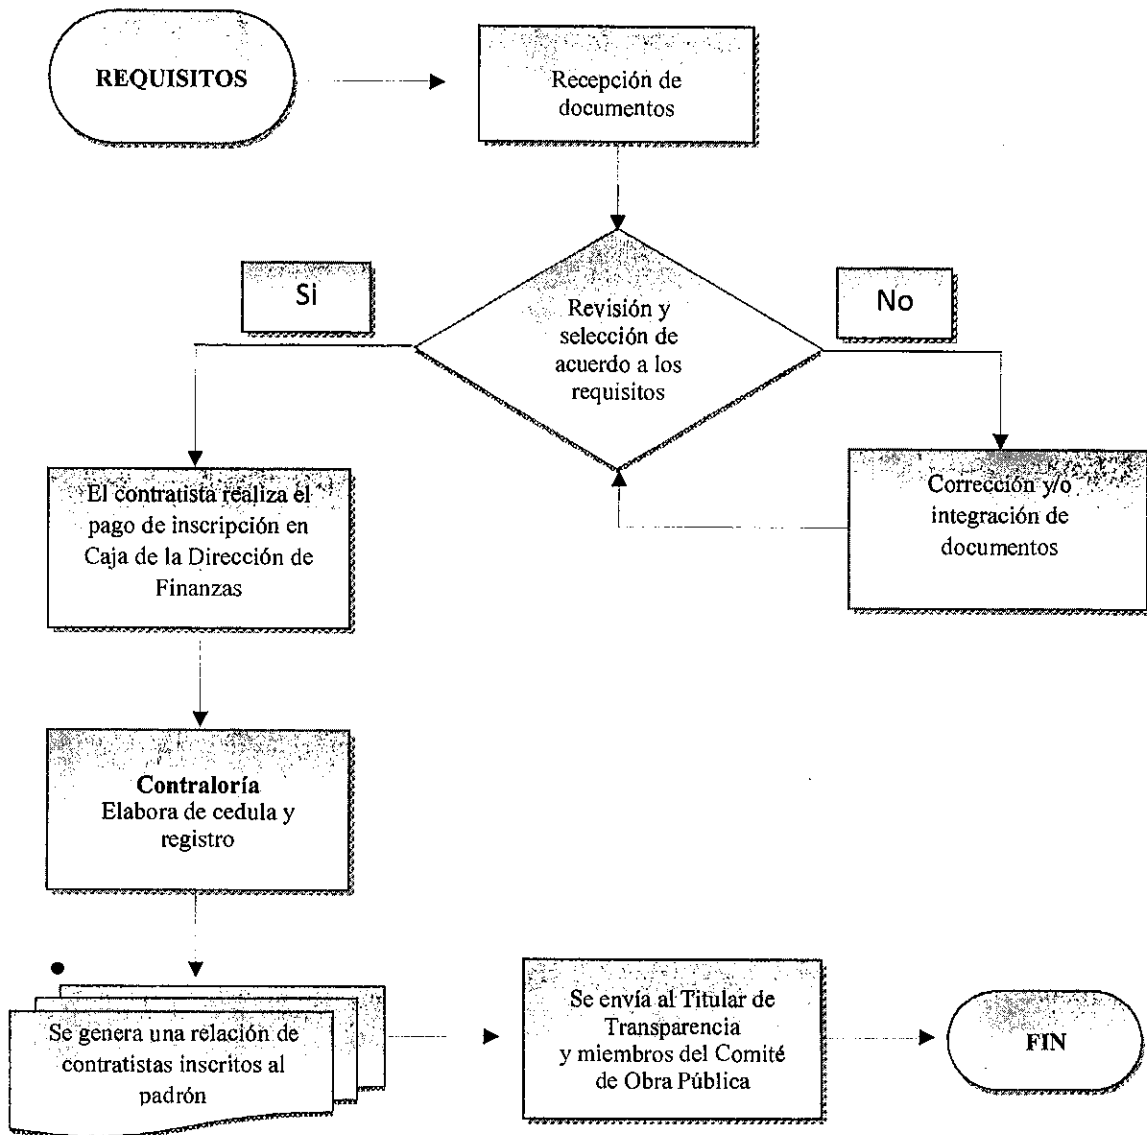 REQUISITOS
Recepción de
documentos
Si
No
Revisión y
selección de
acuerdo a los
requisitos
El contratista realiza el
pago de inscripción en
Caja de la Dirección de
Finanzas
Corrección y/o
integración de
documentos
Contraloría
Elabora de cedula y
registro
Se genera una relación de
contratistas inscritos al
padrón
Se envía al Titular de
Transparencia
y miembros del Comité
de Obra Pública
FIN